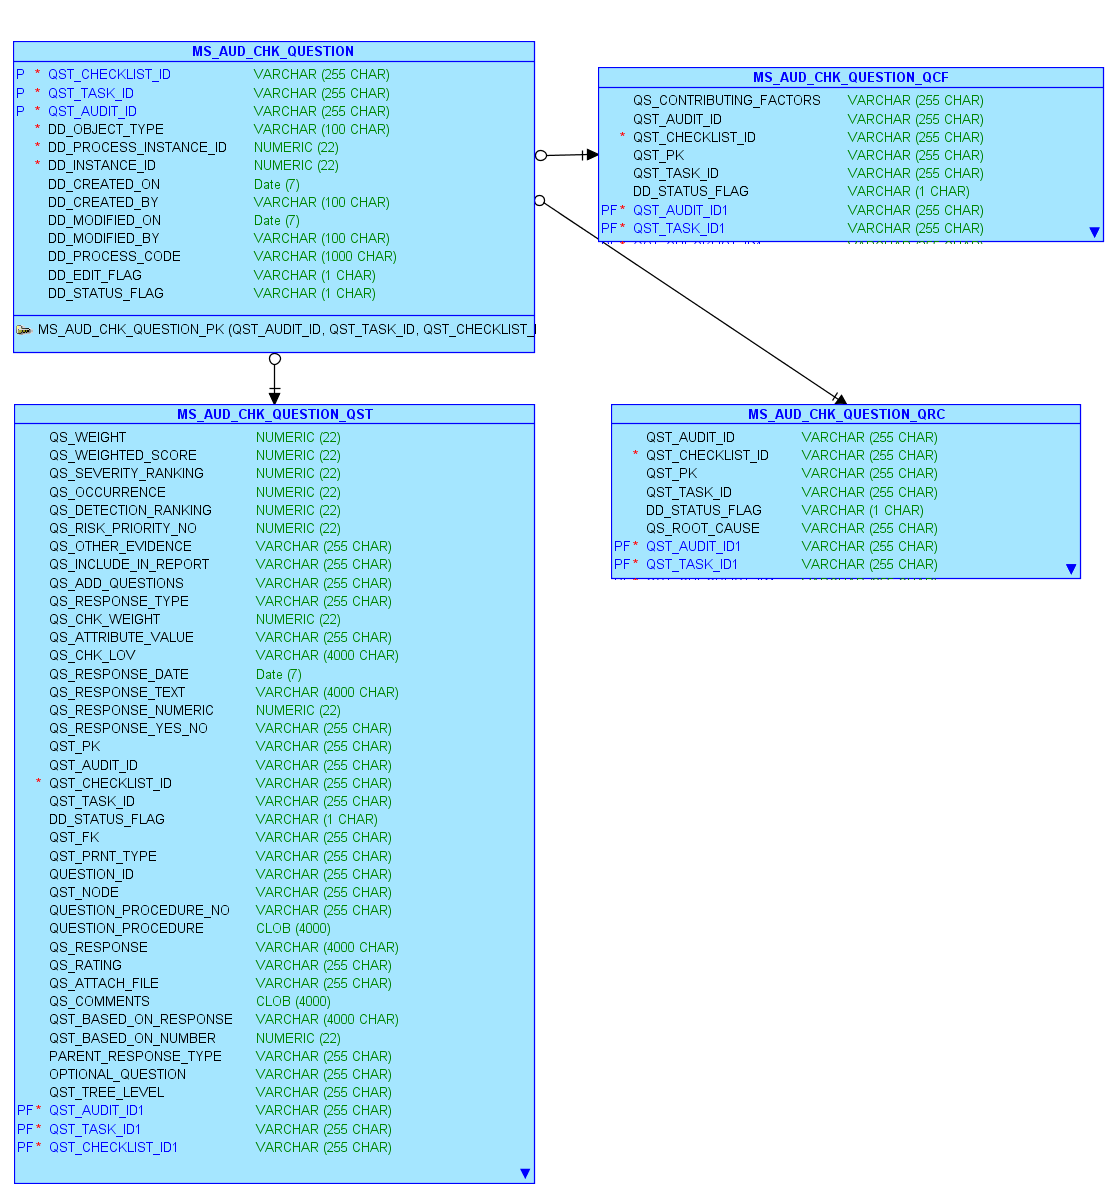 MS_AUD_CHK_QUESTION
P * QST_CHECKLIST_ID VARCHAR (255 CHAR)
P * QST_TASK_ID VARCHAR (255 CHAR)
P * QST_AUDIT_ID VARCHAR (255 CHAR)
* DD_OBJECT_TYPE VARCHAR (100 CHAR)
* DD_PROCESS_INSTANCE_ID NUMERIC (22)
* DD_INSTANCE_ID NUMERIC (22)
DD_CREATED_ON Date (7)
DD_CREATED_BY VARCHAR (100 CHAR)
DD_MODIFIED_ON Date (7)
DD_MODIFIED_BY VARCHAR (100 CHAR)
DD_PROCESS_CODE VARCHAR (1000 CHAR)
DD_EDIT_FLAG VARCHAR (1 CHAR)
DD_STATUS_FLAG VARCHAR (1 CHAR)
MS_AUD_CHK_QUESTION_PK (QST_AUDIT_ID, QST_TASK_ID, QST_CHECKLIST_I
MS_AUD_CHK_QUESTION_QCF
QS_CONTRIBUTING_FACTORS VARCHAR (255 CHAR)
QST_AUDIT_ID VARCHAR (255 CHAR)
* QST_CHECKLIST_ID VARCHAR (255 CHAR)
QST_PK VARCHAR (255 CHAR)
QST_TASK_ID VARCHAR (255 CHAR)
DD_STATUS_FLAG VARCHAR (1 CHAR)
PF * QST_AUDIT_ID1 VARCHAR (255 CHAR)
PF * QST_TASK_ID1 VARCHAR (255 CHAR)
MS_AUD_CHK_QUESTION_QST
QS_WEIGHT NUMERIC (22)
QS_WEIGHTED_SCORE NUMERIC (22)
QS_SEVERITY_RANKING NUMERIC (22)
QS_OCCURRENCE NUMERIC (22)
QS_DETECTION_RANKING NUMERIC (22)
QS_RISK_PRIORITY_NO NUMERIC (22)
QS_OTHER_EVIDENCE VARCHAR (255 CHAR)
QS_INCLUDE_IN_REPORT VARCHAR (255 CHAR)
QS_ADD_QUESTIONS VARCHAR (255 CHAR)
QS_RESPONSE_TYPE VARCHAR (255 CHAR)
QS_CHK_WEIGHT NUMERIC (22)
QS_ATTRIBUTE_VALUE VARCHAR (255 CHAR)
QS_CHK_LOV VARCHAR (4000 CHAR)
QS_RESPONSE_DATE Date (7)
QS_RESPONSE_TEXT VARCHAR (4000 CHAR)
QS_RESPONSE_NUMERIC NUMERIC (22)
QS_RESPONSE_YES_NO VARCHAR (255 CHAR)
QST_PK VARCHAR (255 CHAR)
QST_AUDIT_ID VARCHAR (255 CHAR)
* QST_CHECKLIST_ID VARCHAR (255 CHAR)
QST_TASK_ID VARCHAR (255 CHAR)
DD_STATUS_FLAG VARCHAR (1 CHAR)
QST_FK VARCHAR (255 CHAR)
QST_PRNT_TYPE VARCHAR (255 CHAR)
QUESTION_ID VARCHAR (255 CHAR)
QST_NODE VARCHAR (255 CHAR)
QUESTION_PROCEDURE_NO VARCHAR (255 CHAR)
QUESTION_PROCEDURE CLOB (4000)
QS_RESPONSE VARCHAR (4000 CHAR)
QS_RATING VARCHAR (255 CHAR)
QS_ATTACH_FILE VARCHAR (255 CHAR)
QS_COMMENTS CLOB (4000)
QST_BASED_ON_RESPONSE VARCHAR (4000 CHAR)
QST_BASED_ON_NUMBER NUMERIC (22)
PARENT_RESPONSE_TYPE VARCHAR (255 CHAR)
OPTIONAL_QUESTION VARCHAR (255 CHAR)
QST_TREE_LEVEL VARCHAR (255 CHAR)
PF * QST_AUDIT_ID1 VARCHAR (255 CHAR)
PF * QST_TASK_ID1 VARCHAR (255 CHAR)
PF * QST_CHECKLIST_ID1 VARCHAR (255 CHAR)
MS_AUD_CHK_QUESTION_QRC
QST_AUDIT_ID VARCHAR (255 CHAR)
* QST_CHECKLIST_ID VARCHAR (255 CHAR)
QST_PK VARCHAR (255 CHAR)
QST_TASK_ID VARCHAR (255 CHAR)
DD_STATUS_FLAG VARCHAR (1 CHAR)
QS_ROOT_CAUSE VARCHAR (255 CHAR)
PF * QST_AUDIT_ID1 VARCHAR (255 CHAR)
PF * QST_TASK_ID1 VARCHAR (255 CHAR)